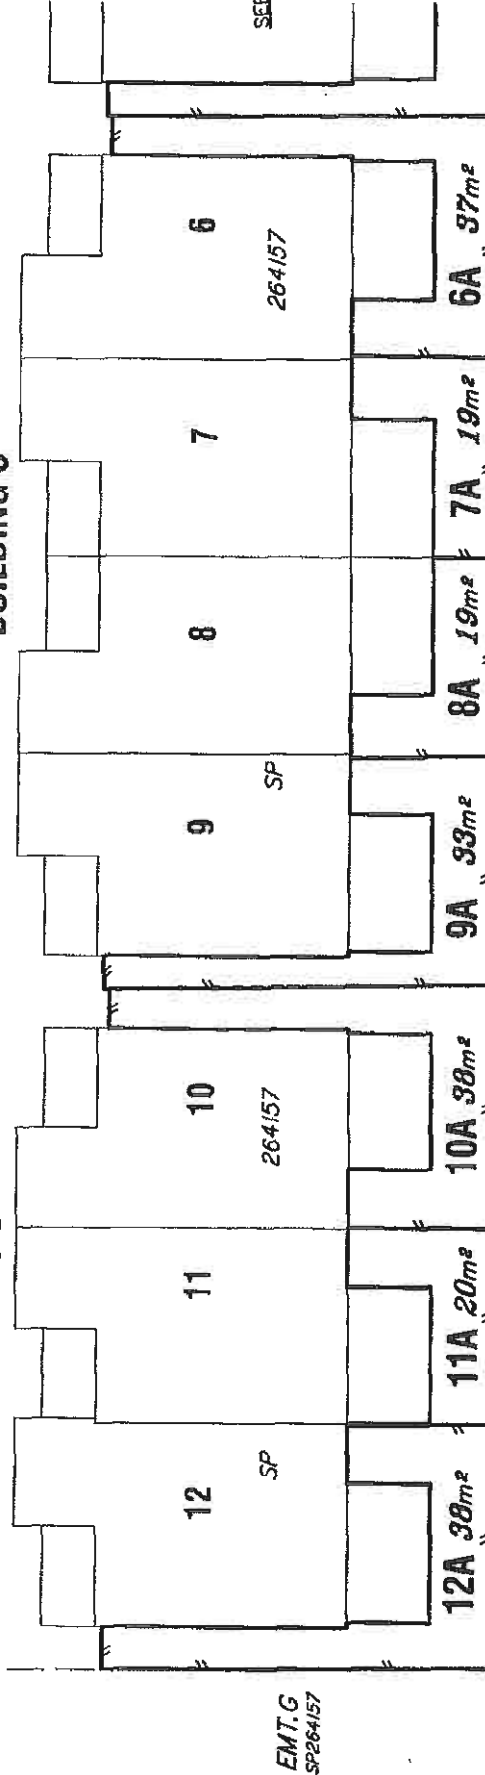 BUILDING
12 11 10 9 8 7 6
SP 264157 SP 264157
EMT.G
SP264157
12A 38m² 11A 20m² 10A 38m² 9A 33m² 8A 19m² 7A 19m² 6A 37m²